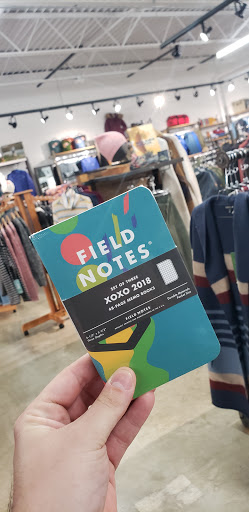 FIELD
NOTES
SET OF THREE
XOXO 2018
48-PAGE MEMO BOOKS
FIELD NOTES